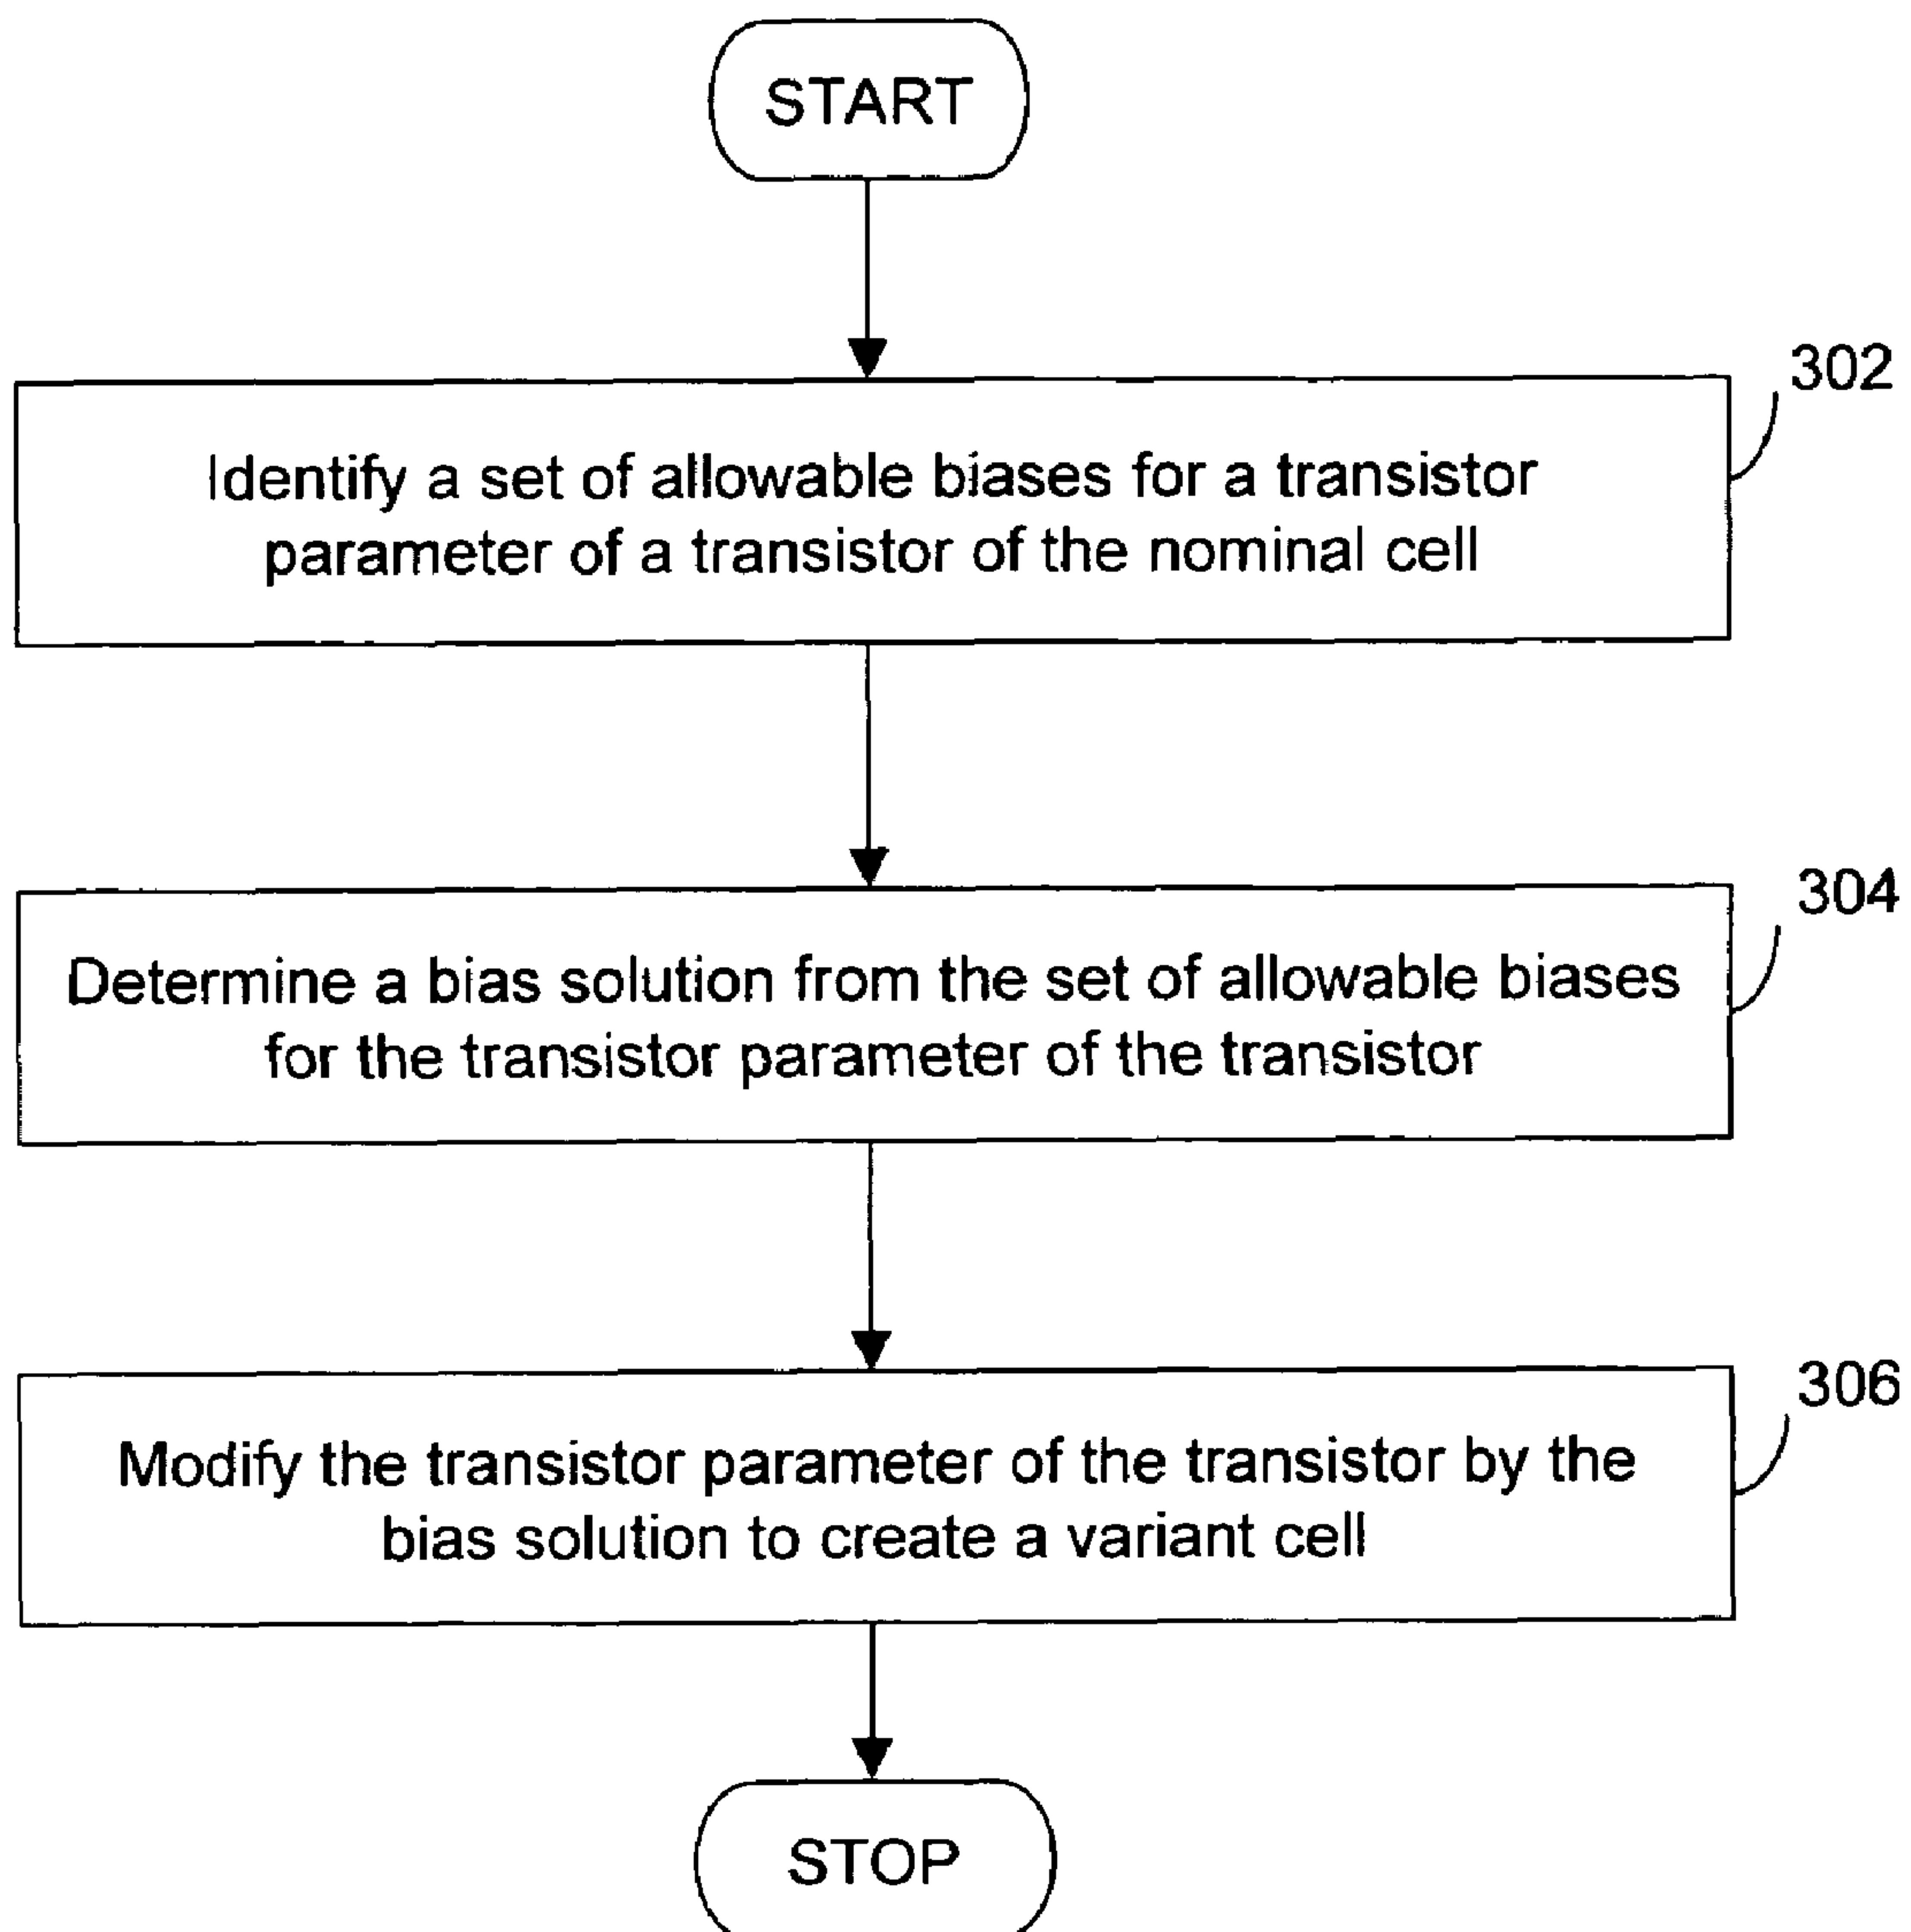 START
302
Identify a set of allowable biases for a transistor
parameter of a transistor of the nominal cell
304
Determine a bias solution from the set of allowable biases
for the transistor parameter of the transistor
306
Modify the transistor parameter of the transistor by the
bias solution to create a variant cell
STOP